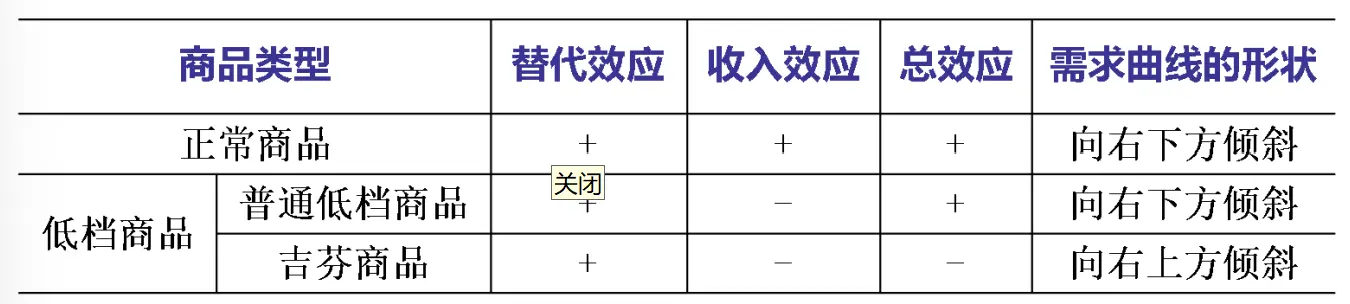 商品类型 替代效应 收入效应 总效应 需求曲线的形状
正常商品 + + + 向右下方倾斜
关闭
低档商品 普通低档商品 + − + 向右下方倾斜
吉芬商品 + − − 向右上方倾斜